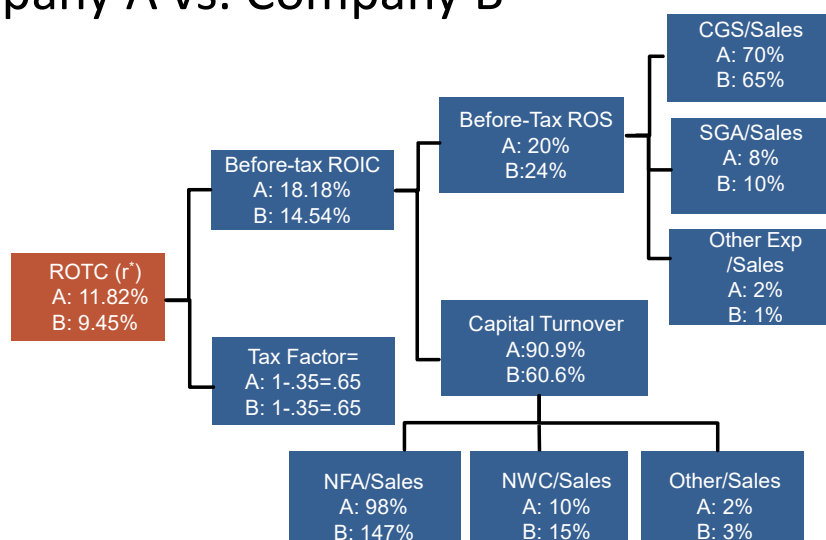 Company A vs. Company B
CGS/Sales
A: 70%
B: 65%
Before-Tax ROS
A: 20%
B:24%
SGA/Sales
A: 8%
B: 10%
Before-tax ROIC
A: 18.18%
B: 14.54%
Other Exp
/Sales
A: 2%
B: 1%
ROTC (r*)
A: 11.82%
B: 9.45%
Capital Turnover
A:90.9%
B:60.6%
Tax Factor=
A: 1-.35=.65
B: 1-.35=.65
NFA/Sales
A: 98%
B: 147%
NWC/Sales
A: 10%
B: 15%
Other/Sales
A: 2%
B: 3%